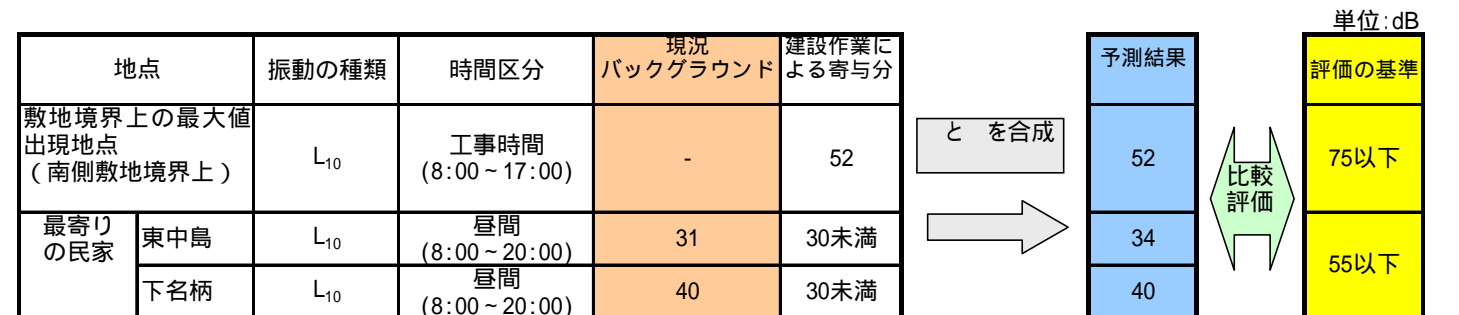 単位:dB
地点 振動の種類 時間区分 現況 建設作業に 予測結果 評価の基準
バックグラウンド よる寄与分
敷地境界上の最大値
出現地点
(南側敷地境界上) L10 工事時間 - 52 と を合成 52 75以下
(8:00~17:00)
比較
評価
最寄り
の民家 東中島 L10 昼間 31 30未満 34 55以下
(8:00~20:00)
下名柄 L10 昼間 40 30未満 40
(8:00~20:00)